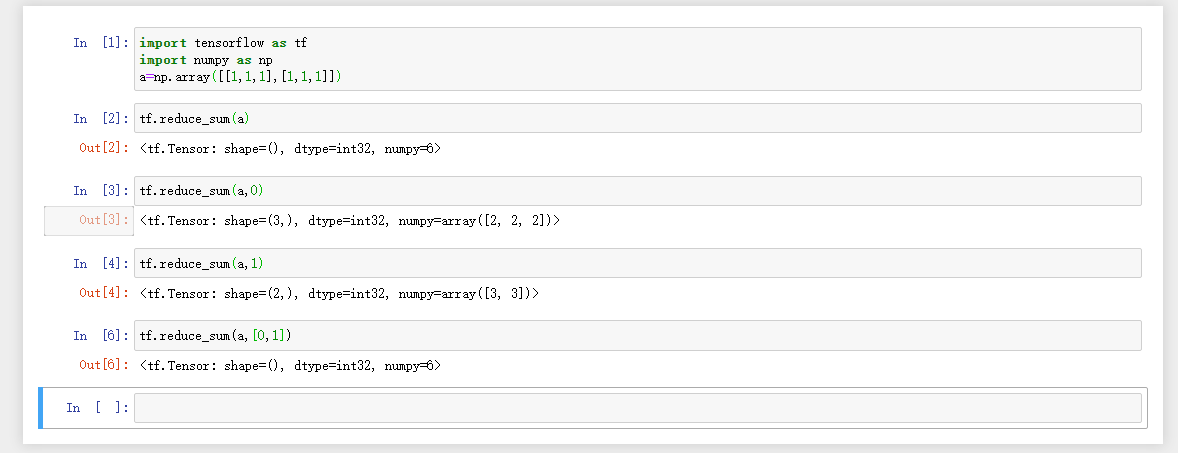 In [1]: import tensorflow as tf
import numpy as np
a=np.array([[1,1,1],[1,1,1]])
In [2]: tf.reduce_sum(a)
Out[2]: <tf.Tensor: shape=(), dtype=int32, numpy=6>
In [3]: tf.reduce_sum(a,0)
Out[3]: <tf.Tensor: shape=(3,), dtype=int32, numpy=array([2, 2, 2])>
In [4]: tf.reduce_sum(a,1)
Out[4]: <tf.Tensor: shape=(2,), dtype=int32, numpy=array([3, 3])>
In [6]: tf.reduce_sum(a,[0,1])
Out[6]: <tf.Tensor: shape=(), dtype=int32, numpy=6>
In [ ]: